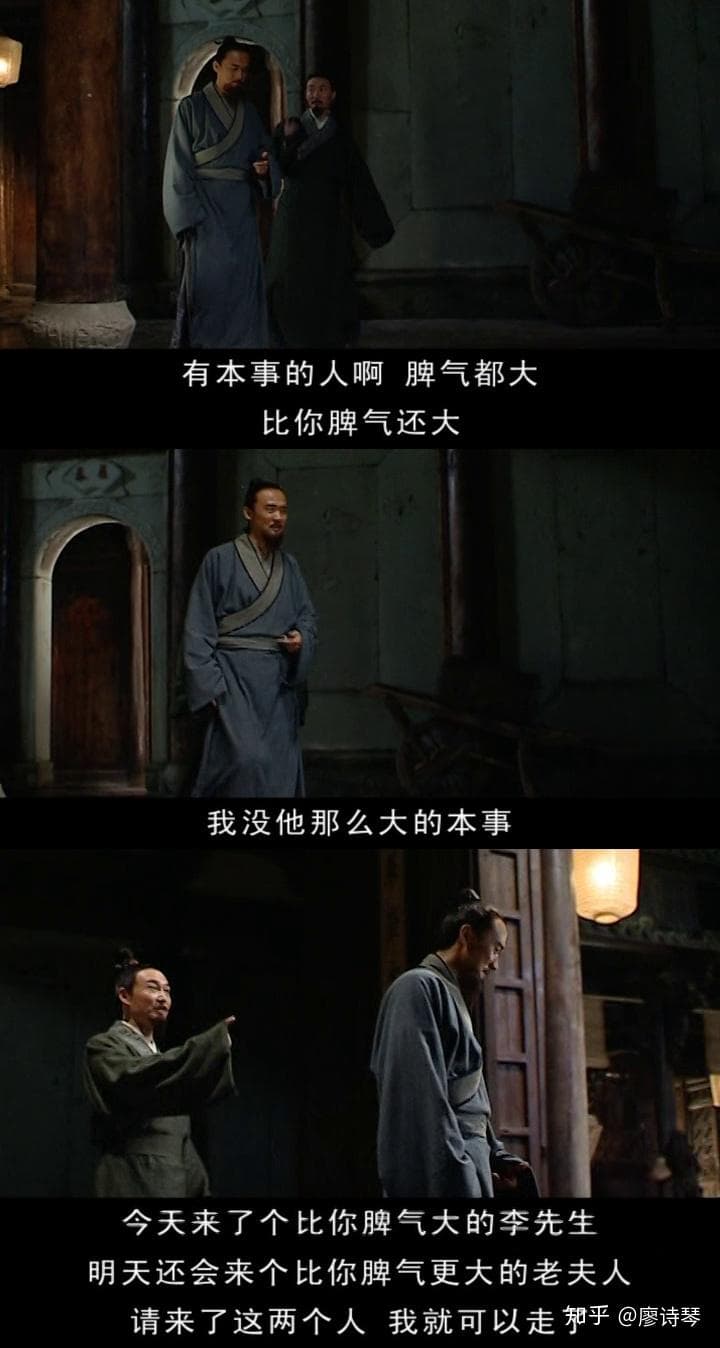 有本事的人啊 脾气都大
比你脾气还大
我没他那么大的本事
今天来了个比你脾气大的李先生
明天还会来个比你脾气更大的老夫人
请来了这两个人 我就可以走了
知乎 @廖诗琴